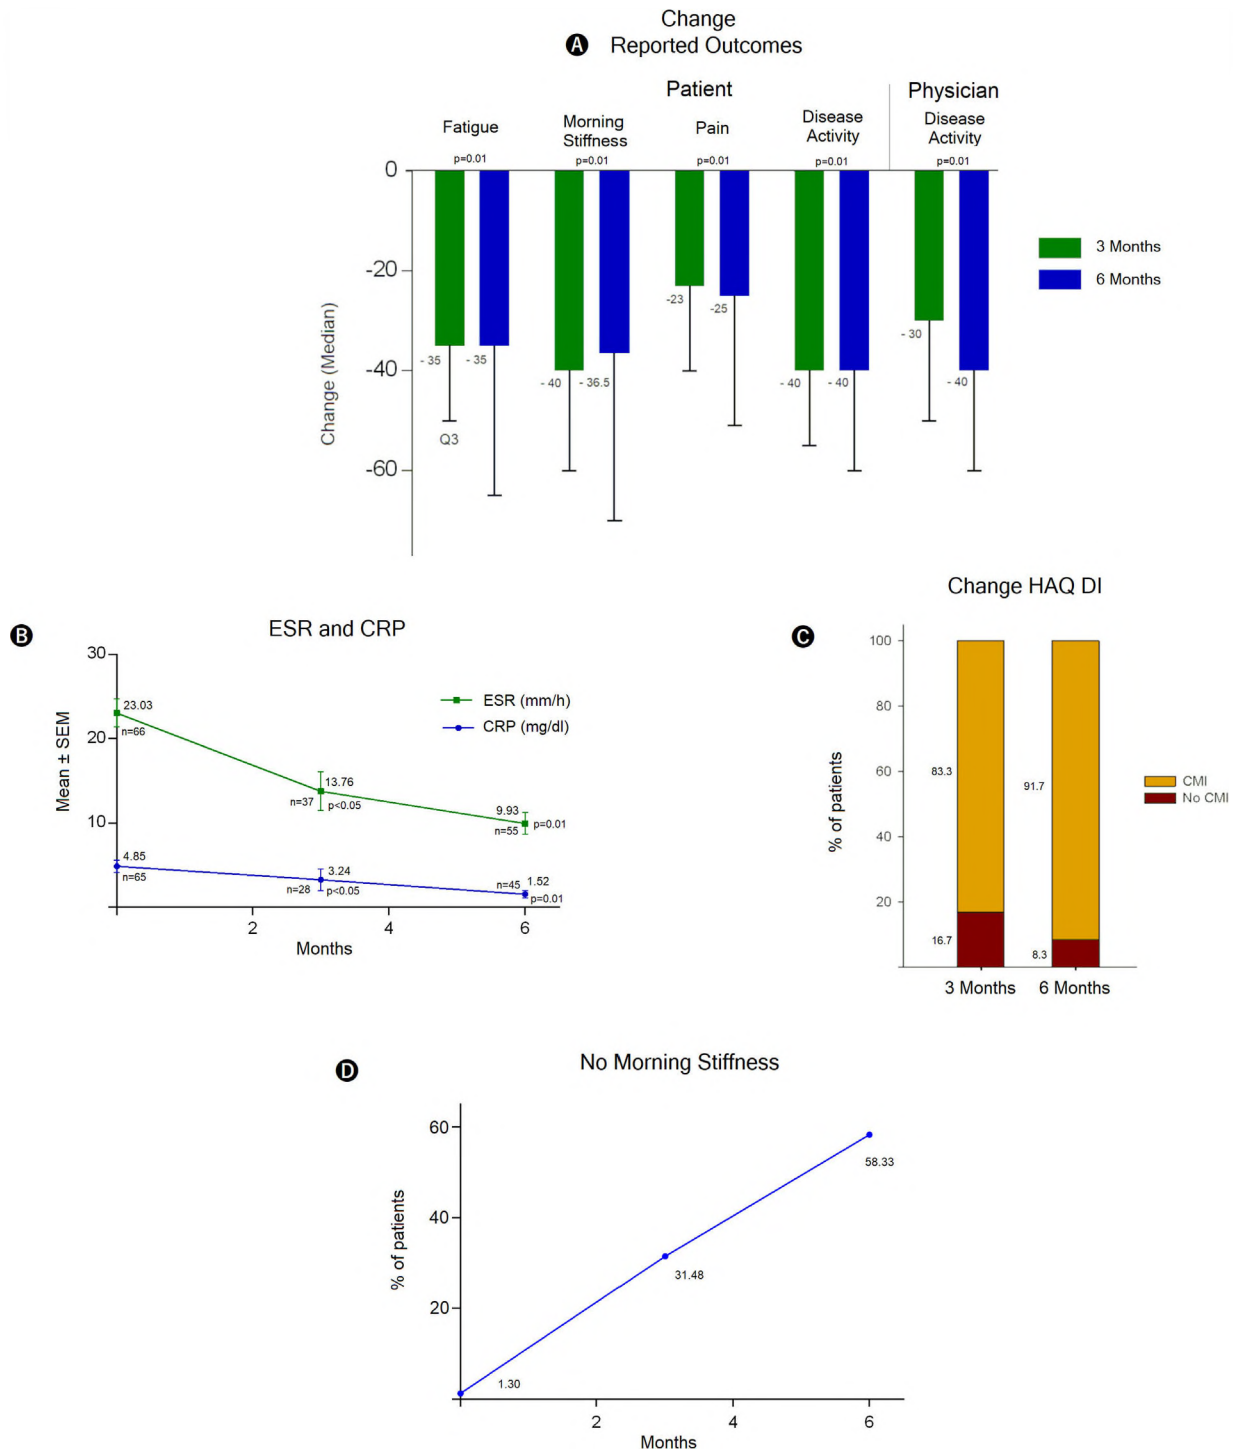 Change
A Reported Outcomes
Patient
Physician
Fatigue
Morning
Stiffness
Pain
Disease
Activity
Disease
Activity
p=0.01
p=0.01
p=0.01
p=0.01
p=0.01
0
-20
-40
-60
Change (Median)
- 35
- 35
- 40
- 36.5
-23
-25
- 40
- 40
- 30
- 40
Q3
3 Months
6 Months
B
ESR and CRP
30
20
10
Mean ± SEM
23.03
n=66
13.76
n=37
p<0.05
9.93
n=55
p=0.01
4.85
n=65
3.24
n=28
p<0.05
n=45
1.52
p=0.01
ESR (mm/h)
CRP (mg/dl)
2
4
6
Months
C
Change HAQ DI
100
80
60
40
20
% of patients
83.3
16.7
91.7
8.3
3 Months
6 Months
CMI
No CMI
D
No Morning Stiffness
60
40
20
% of patients
1.30
31.48
58.33
2
4
6
Months